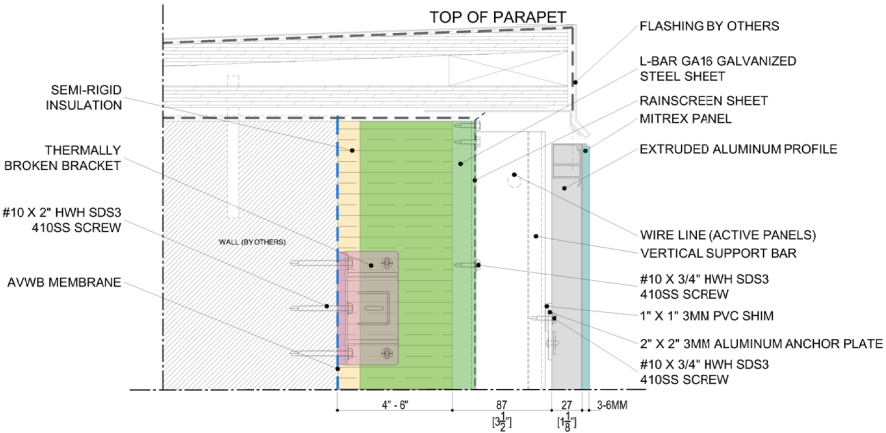 TOP OF PARAPET
SEMI-RIGID
INSULATION
THERMALLY
BROKEN BRACKET
#10 X 2" HWH SDS3
410SS SCREW
AVWB MEMBRANE
WALL (BY OTHERS)
FLASHING BY OTHERS
L-BAR GA16 GALVANIZED
STEEL SHEET
RAINSCREEN SHEET
MITREX PANEL
EXTRUDED ALUMINUM PROFILE
WIRE LINE (ACTIVE PANELS)
VERTICAL SUPPORT BAR
#10 X 3/4" HWH SDS3
410SS SCREW
1" X 1" 3MM PVC SHIM
2" X 2" 3MM ALUMINUM ANCHOR PLATE
#10 X 3/4" HWH SDS3
410SS SCREW
4" - 6" 87 27 3-6MM
[3 1/2"] [1 1/8"]